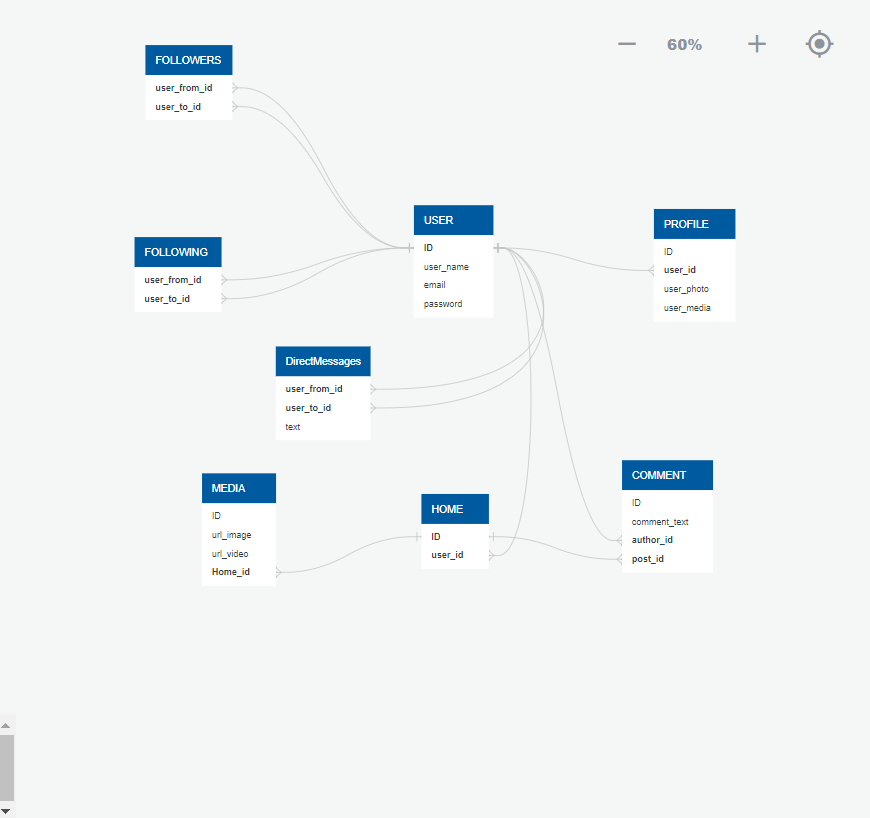 60%
FOLLOWERS
user_from_id
user_to_id
USER
ID
user_name
email
password
PROFILE
ID
user_id
user_photo
user_media
FOLLOWING
user_from_id
user_to_id
DirectMessages
user_from_id
user_to_id
text
MEDIA
ID
url_image
url_video
Home_id
HOME
ID
user_id
COMMENT
ID
comment_text
author_id
post_id